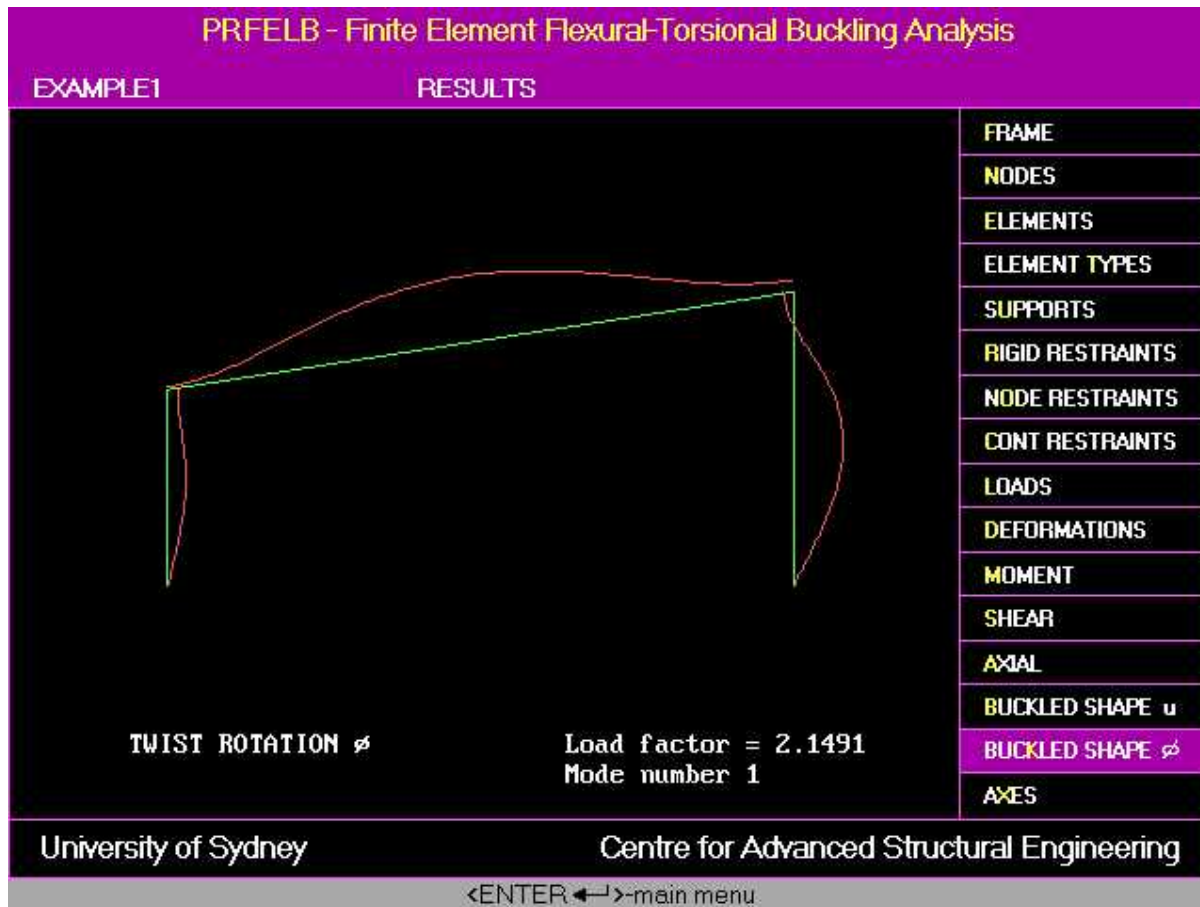 PRFELB - Finite Element Flexural-Torsional Buckling Analysis
EXAMPLE1 RESULTS
FRAME
NODES
ELEMENTS
ELEMENT TYPES
SUPPORTS
RIGID RESTRAINTS
NODE RESTRAINTS
CONT RESTRAINTS
LOADS
DEFORMATIONS
MOMENT
SHEAR
AXIAL
BUCKLED SHAPE u
BUCKLED SHAPE ø
AXES
TWIST ROTATION ø
Load factor = 2.1491
Mode number 1
University of Sydney Centre for Advanced Structural Engineering
<ENTER ◄─┘>-main menu